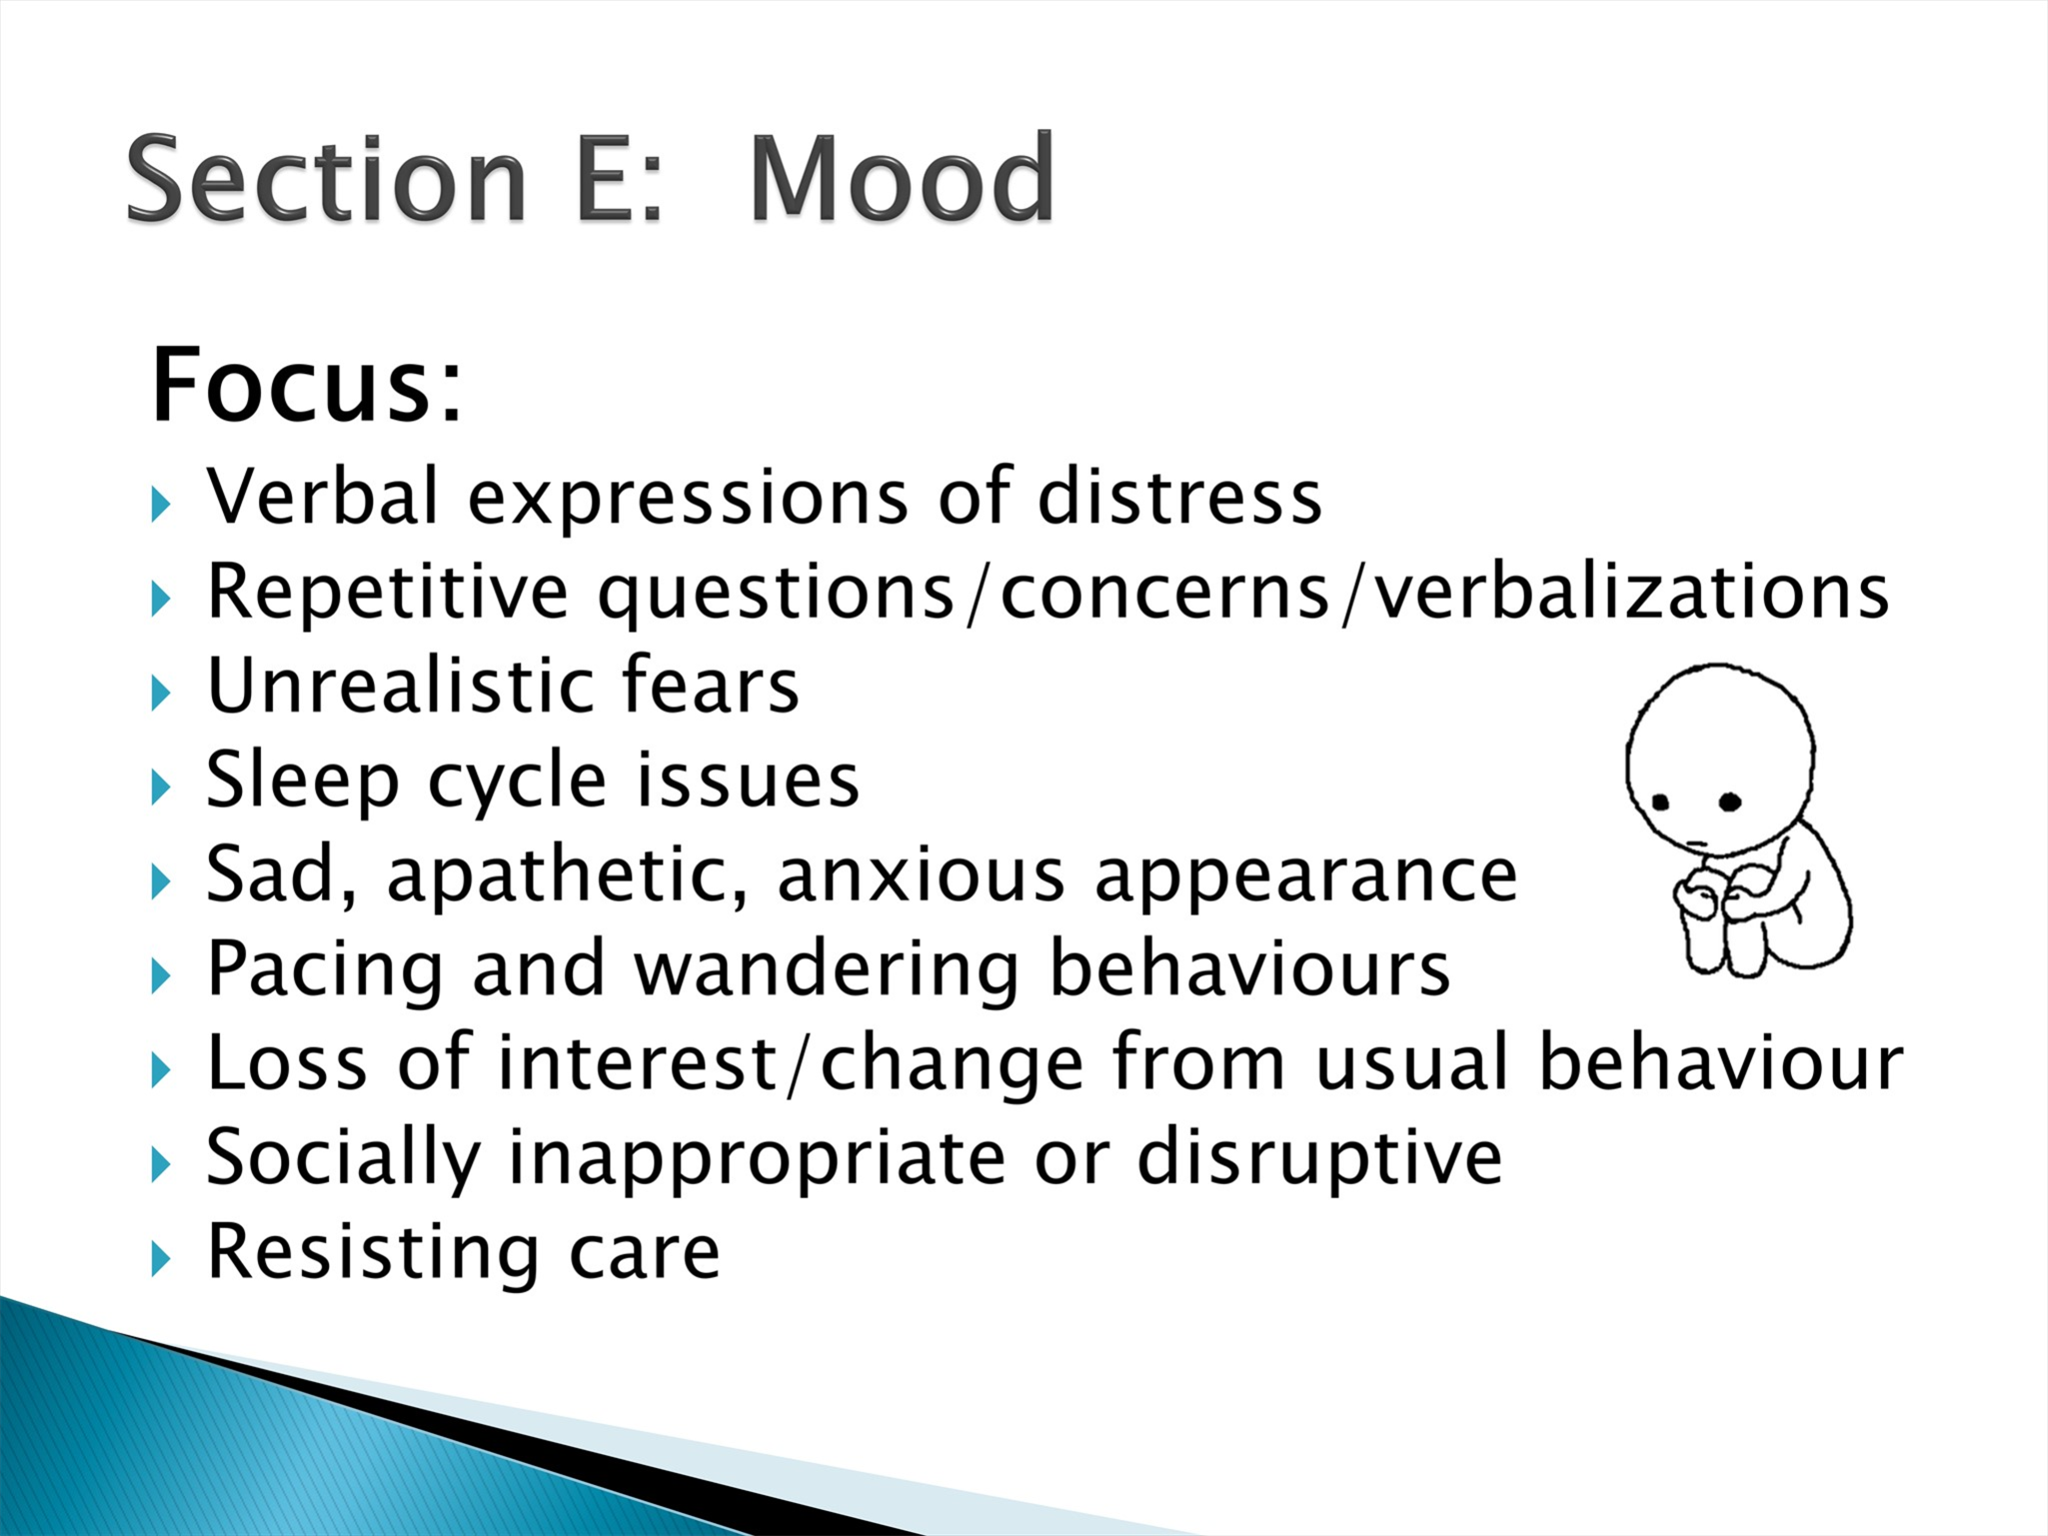 Section E:  Mood
Focus:
Verbal expressions of distress
Repetitive questions/concerns/verbalizations
Unrealistic fears
Sleep cycle issues
Sad, apathetic, anxious appearance
Pacing and wandering behaviours
Loss of interest/change from usual behaviour
Socially inappropriate or disruptive
Resisting care